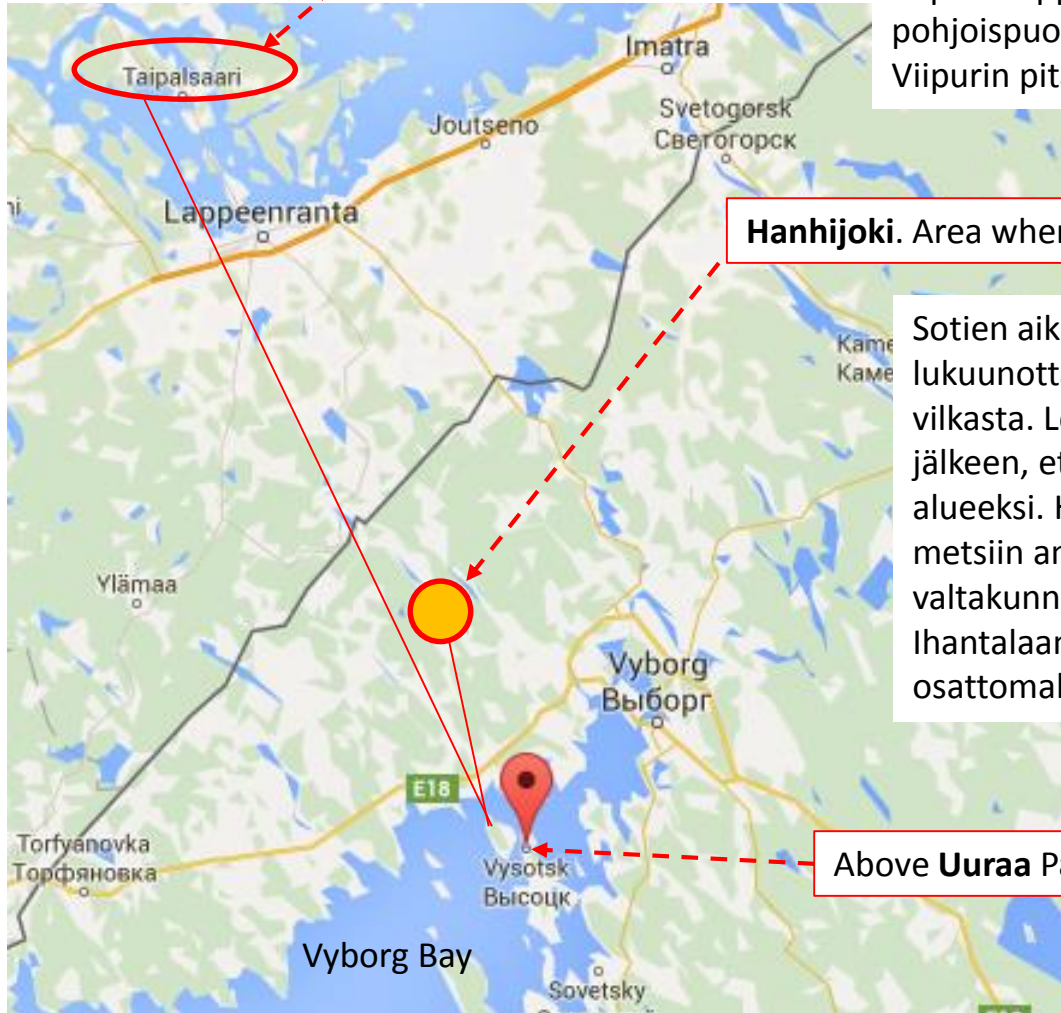 pohjoispuo
Viipurin pit
Imatra
Taipalsaari
Svetogorsk
Светогорск
Joutseno
Lappeenranta
Hanhijoki. Area wher
Sotien aik
lukuunott
vilkasta. L
jälkeen, et
alueeksi. H
metsiin ar
valtakunn
Ihantalaan
osattomal
Kame
Каме
Ylämaa
Vyborg
Выборг
E18
Torfyanovka
Торфяновка
Vysotsk
Высоцк
Above Uuraa Pa
Vyborg Bay
Sovetsky